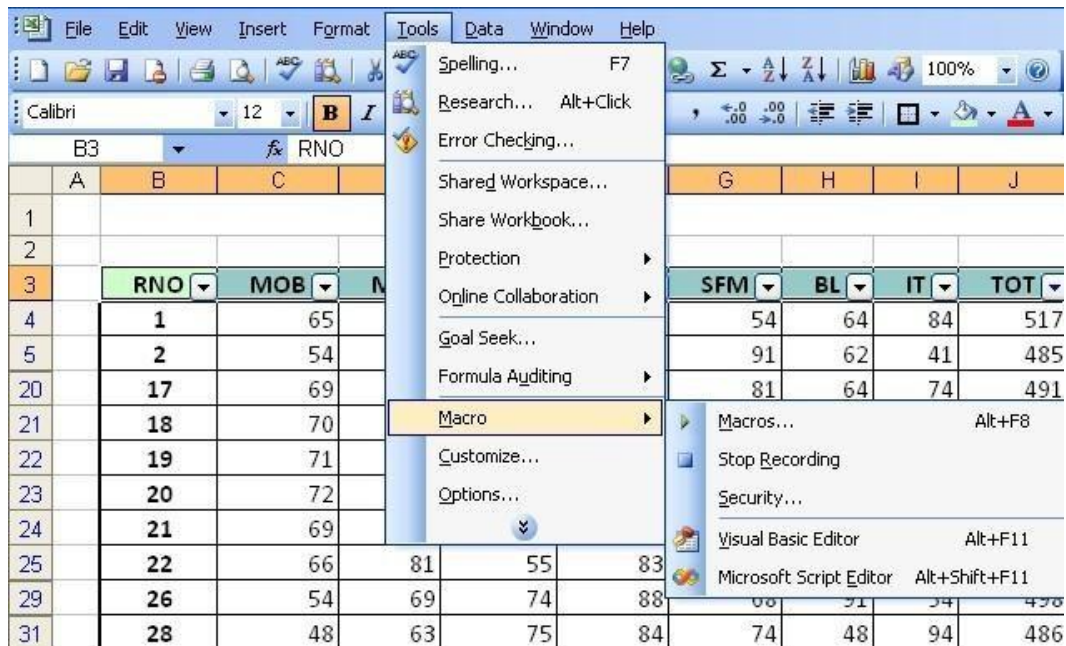 File Edit View Insert Format Tools Data Window Help
100%
Calibri 12 B I
B3 fx RNO
A B C G H I J
1
2
3 RNO MOB SFM BL IT TOT
4 1 65 54 64 84 517
5 2 54 91 62 41 485
20 17 69 81 64 74 491
21 18 70
22 19 71
23 20 72
24 21 69
25 22 66 81 55 83
29 26 54 69 74 88 498
31 28 48 63 75 84 74 48 94 486
Spelling... F7
Research... Alt+Click
Error Checking...
Shared Workspace...
Share Workbook...
Protection
Online Collaboration
Goal Seek...
Formula Auditing
Macro
Customize...
Options...
Macros... Alt+F8
Stop Recording
Security...
Visual Basic Editor Alt+F11
Microsoft Script Editor Alt+Shift+F11